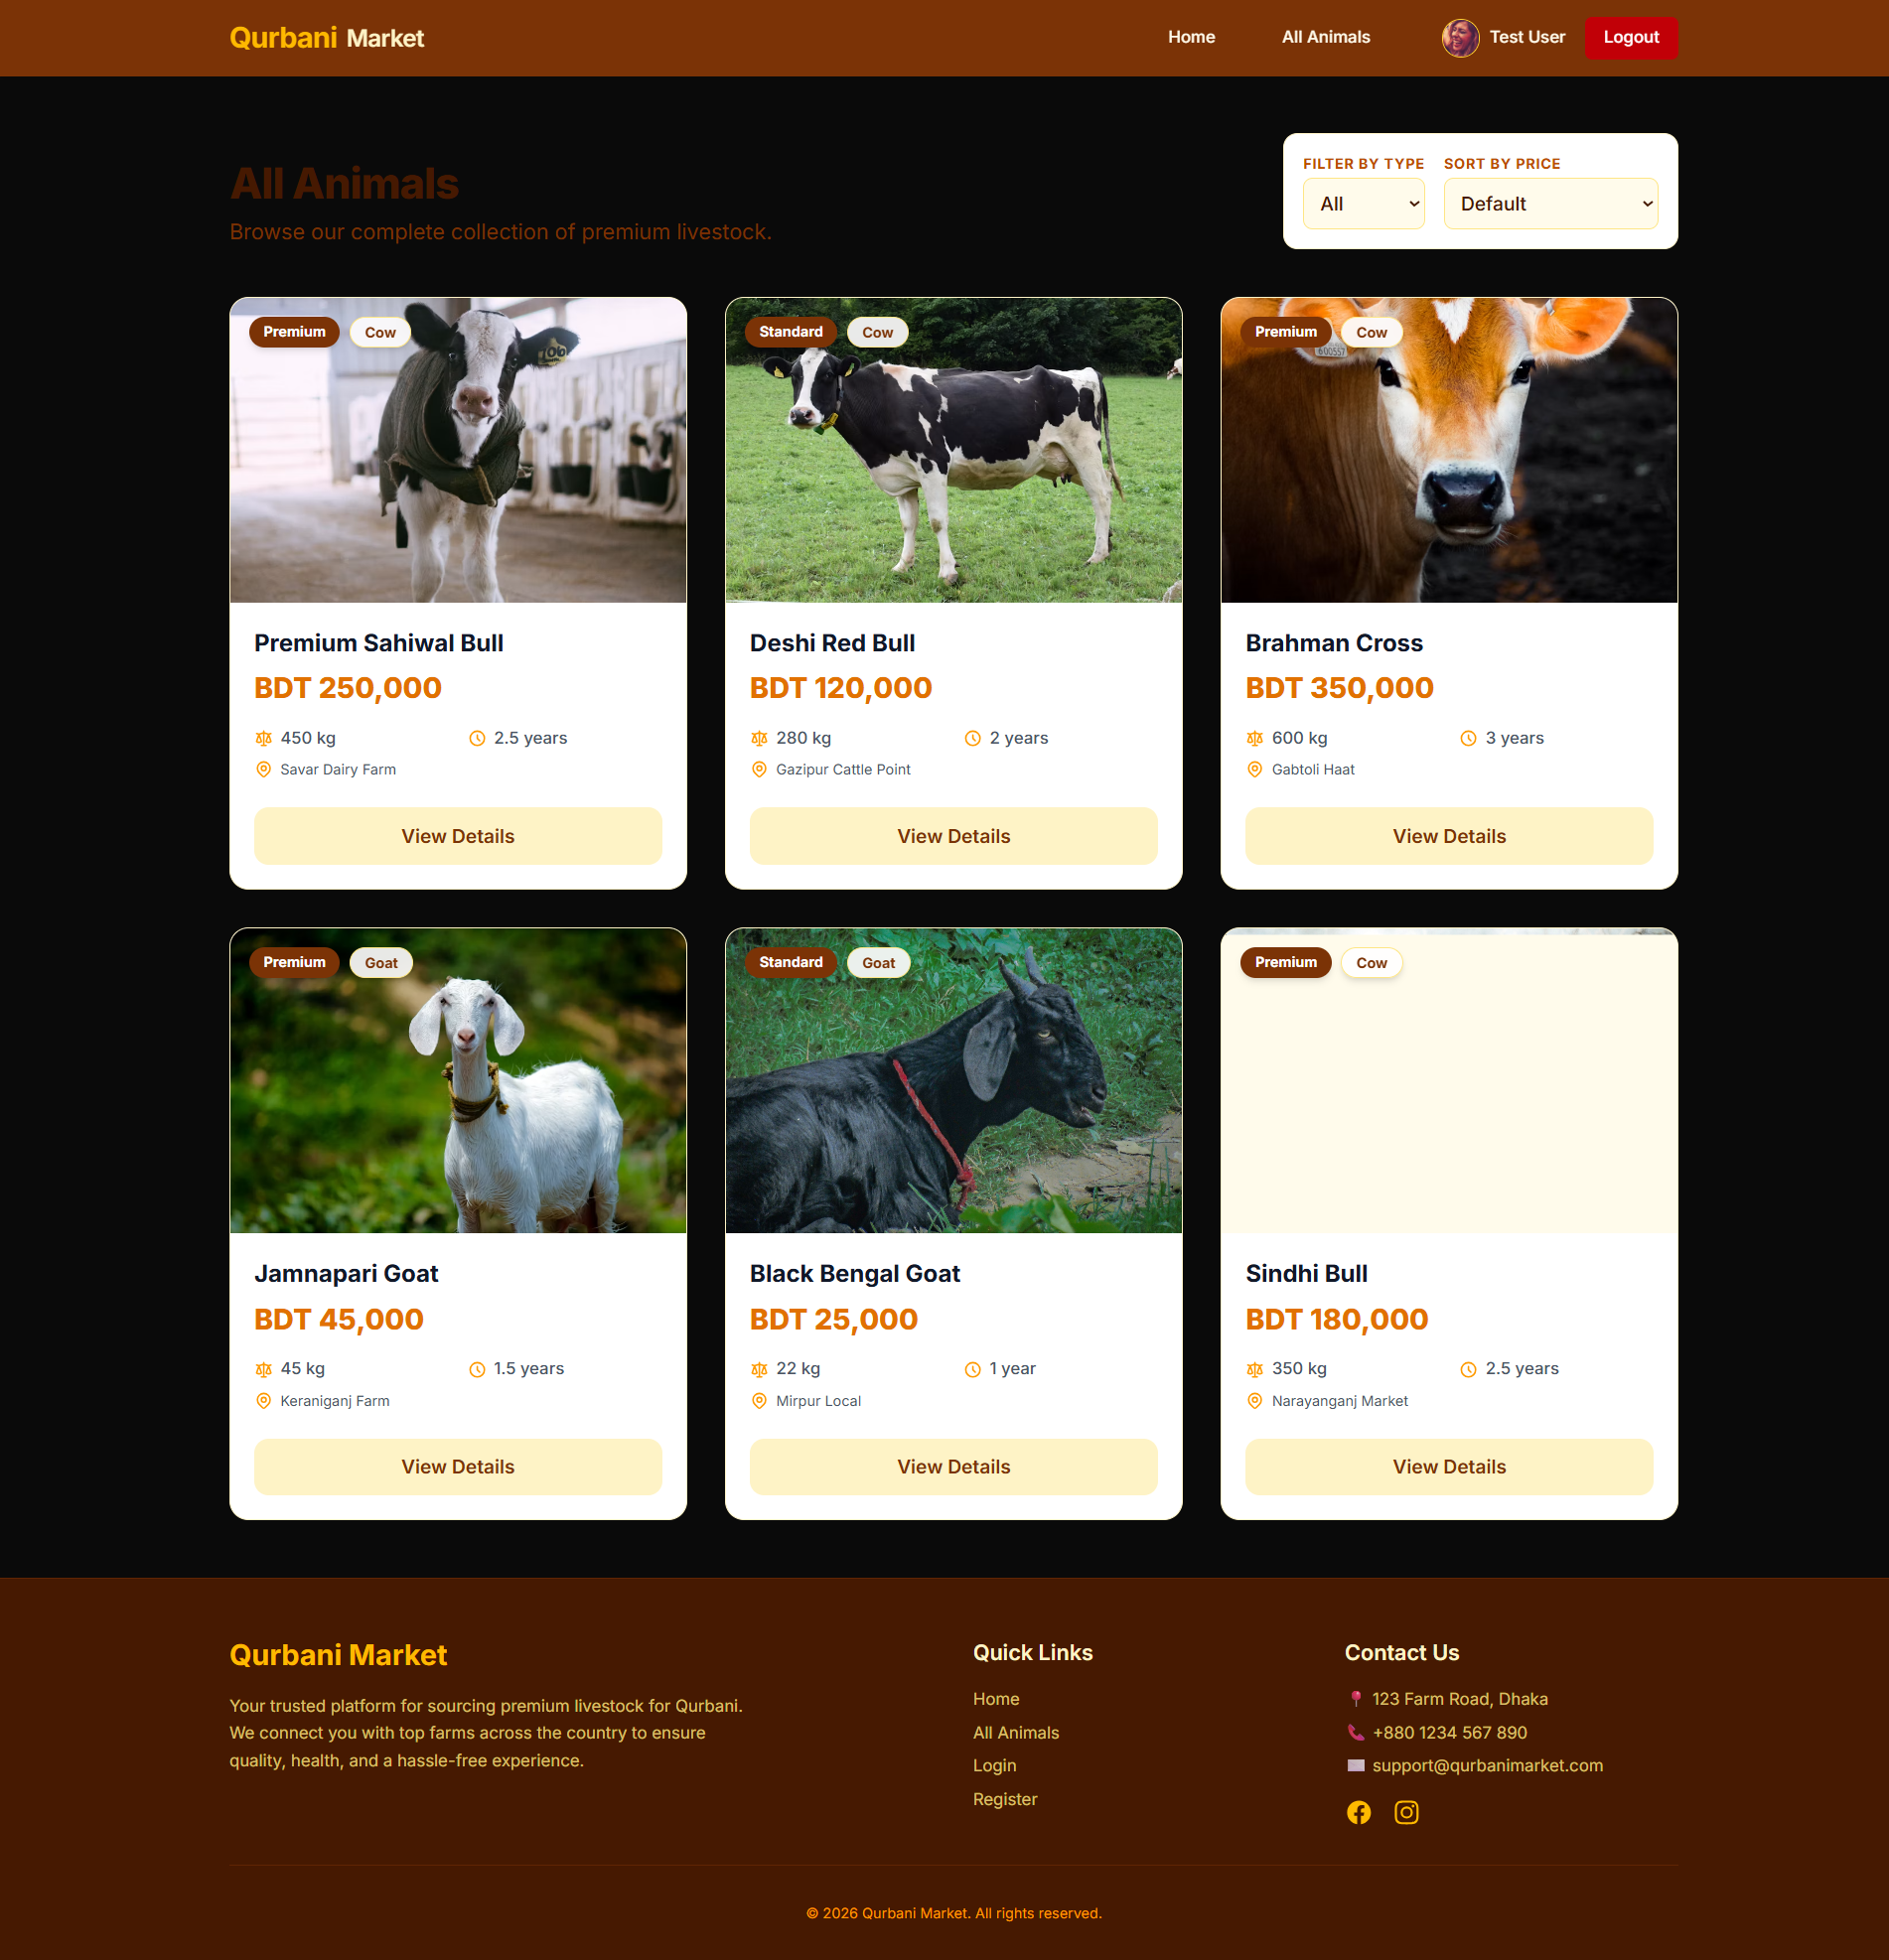 Qurbani Market
Home
All Animals
Test User
Logout
All Animals
Browse our complete collection of premium livestock.
FILTER BY TYPE
All
SORT BY PRICE
Default
Premium
Cow
106
Premium Sahiwal Bull
BDT 250,000
450 kg
2.5 years
Savar Dairy Farm
View Details
Standard
Cow
Deshi Red Bull
BDT 120,000
280 kg
2 years
Gazipur Cattle Point
View Details
Premium
Cow
600557
Brahman Cross
BDT 350,000
600 kg
3 years
Gabtoli Haat
View Details
Premium
Goat
Jamnapari Goat
BDT 45,000
45 kg
1.5 years
Keraniganj Farm
View Details
Standard
Goat
Black Bengal Goat
BDT 25,000
22 kg
1 year
Mirpur Local
View Details
Premium
Cow
Sindhi Bull
BDT 180,000
350 kg
2.5 years
Narayanganj Market
View Details
Qurbani Market
Your trusted platform for sourcing premium livestock for Qurbani.
We connect you with top farms across the country to ensure
quality, health, and a hassle-free experience.
Quick Links
Home
All Animals
Login
Register
Contact Us
123 Farm Road, Dhaka
+880 1234 567 890
support@qurbanimarket.com
© 2026 Qurbani Market. All rights reserved.